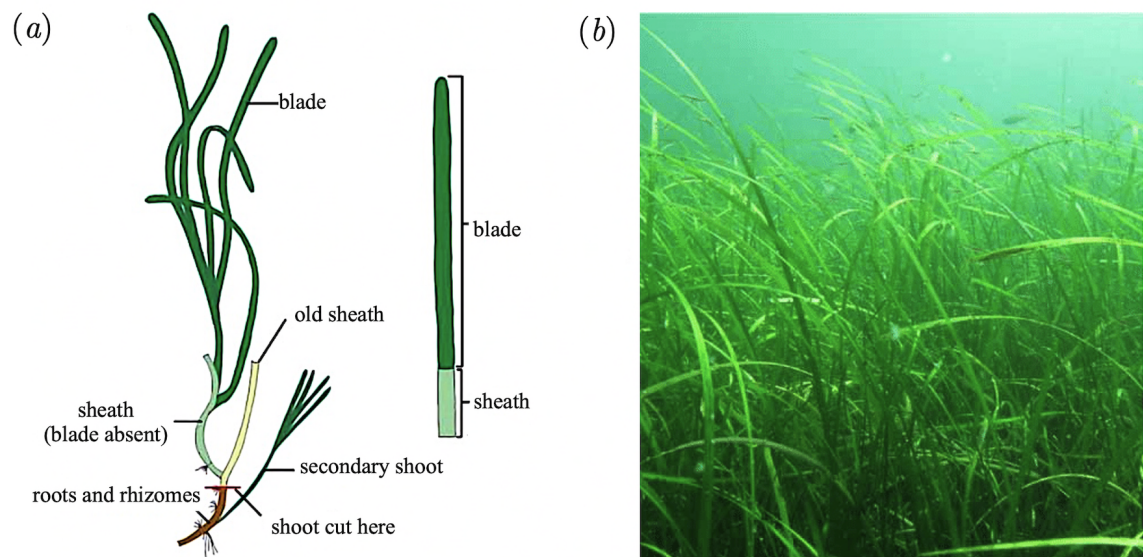 (a)
blade
blade
old sheath
sheath
(blade absent)
sheath
secondary shoot
roots and rhizomes
shoot cut here
(b)